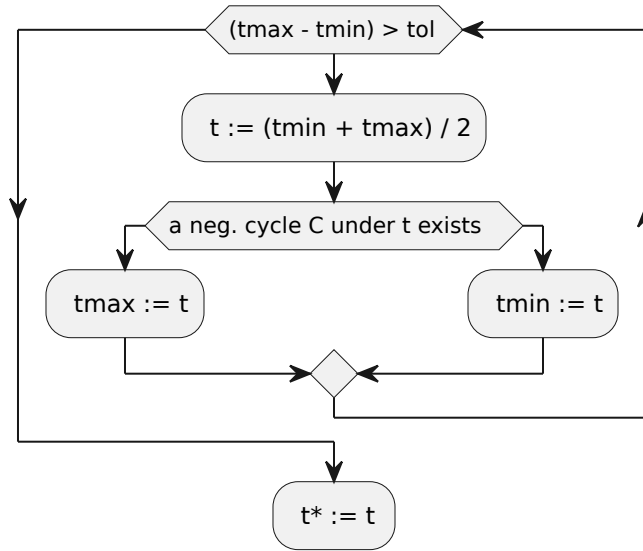 (tmax - tmin) > tol
t := (tmin + tmax) / 2
a neg. cycle C under t exists
tmax := t
tmin := t
t* := t